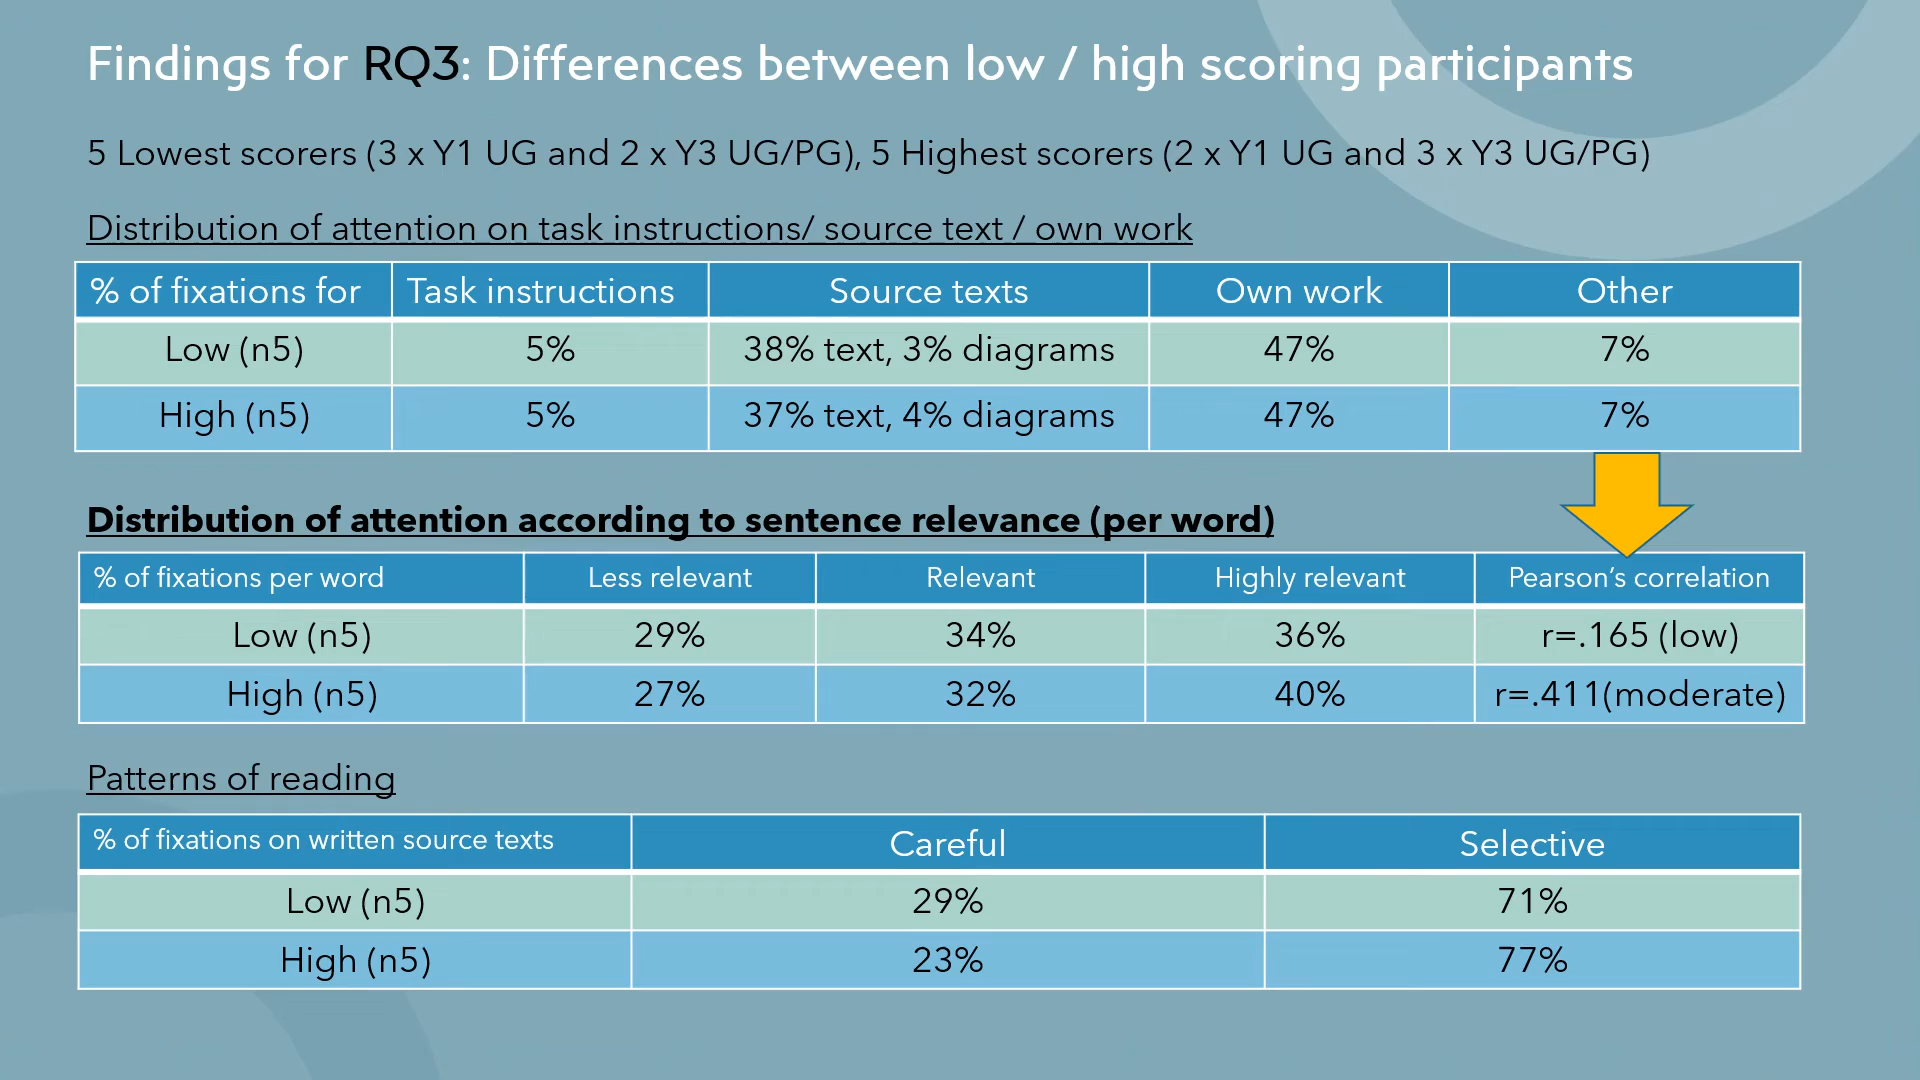 Findings for RQ3: Differences between low / high scoring participants
5 Lowest scorers (3 x Y1 UG and 2 x Y3 UG/PG), 5 Highest scorers (2 x Y1 UG and 3 x Y3 UG/PG)
Distribution of attention on task instructions/ source text / own work
% of fixations for Task instructions Source texts Own work Other
Low (n5) 5% 38% text, 3% diagrams 47% 7%
High (n5) 5% 37% text, 4% diagrams 47% 7%
Distribution of attention according to sentence relevance (per word)
% of fixations per word Less relevant Relevant Highly relevant Pearson’s correlation
Low (n5) 29% 34% 36% r=.165 (low)
High (n5) 27% 32% 40% r=.411(moderate)
Patterns of reading
% of fixations on written source texts Careful Selective
Low (n5) 29% 71%
High (n5) 23% 77%